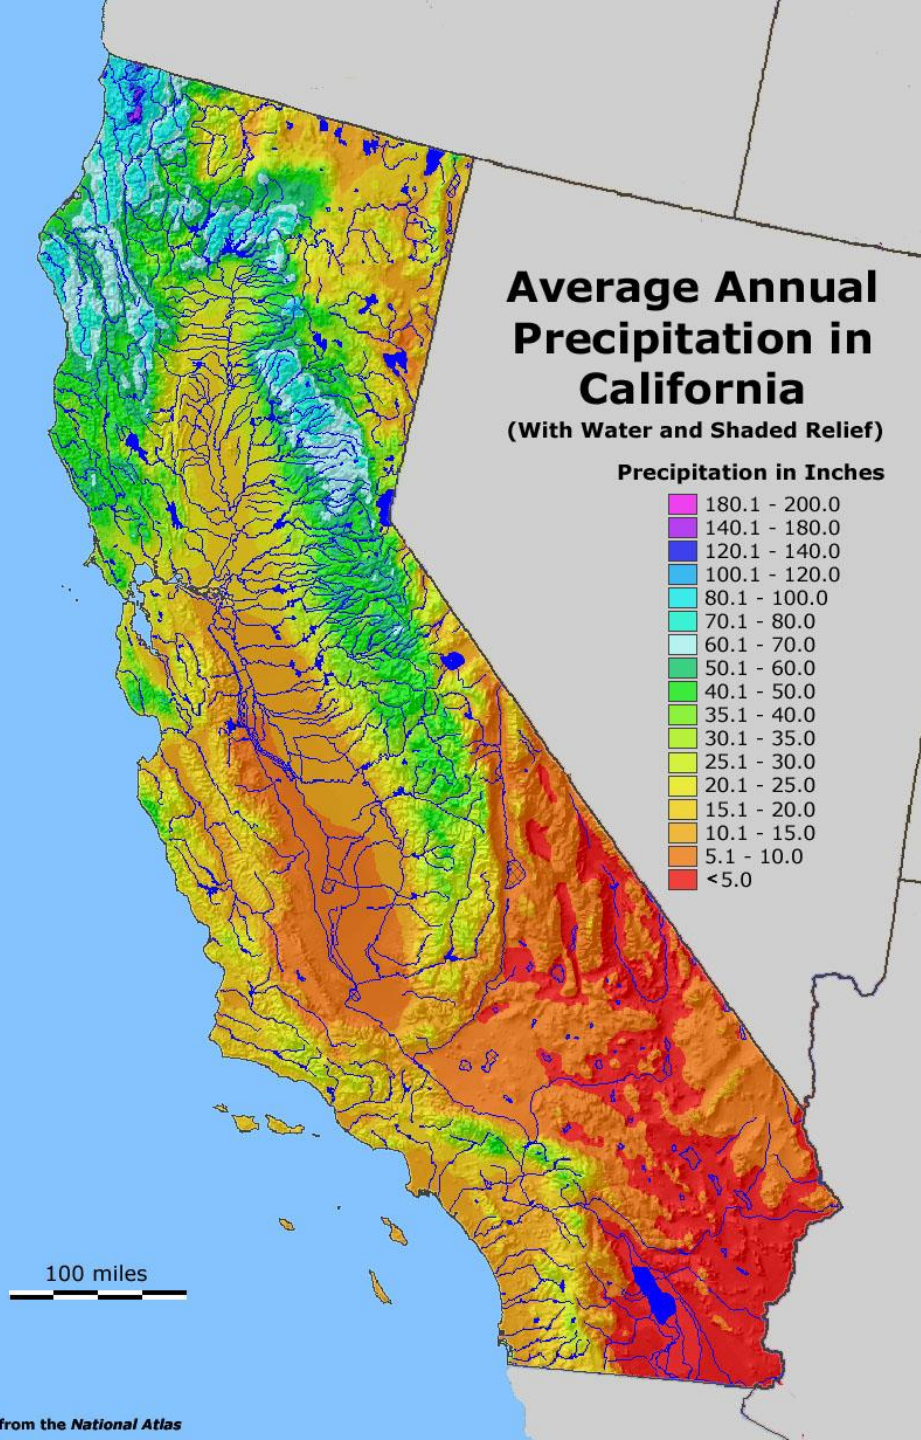 Average Annual
Precipitation in
California
(With Water and Shaded Relief)
Precipitation in Inches
180.1 - 200.0
140.1 - 180.0
120.1 - 140.0
100.1 - 120.0
80.1 - 100.0
70.1 - 80.0
60.1 - 70.0
50.1 - 60.0
40.1 - 50.0
35.1 - 40.0
30.1 - 35.0
25.1 - 30.0
20.1 - 25.0
15.1 - 20.0
10.1 - 15.0
5.1 - 10.0
<5.0
100 miles
from the National Atlas